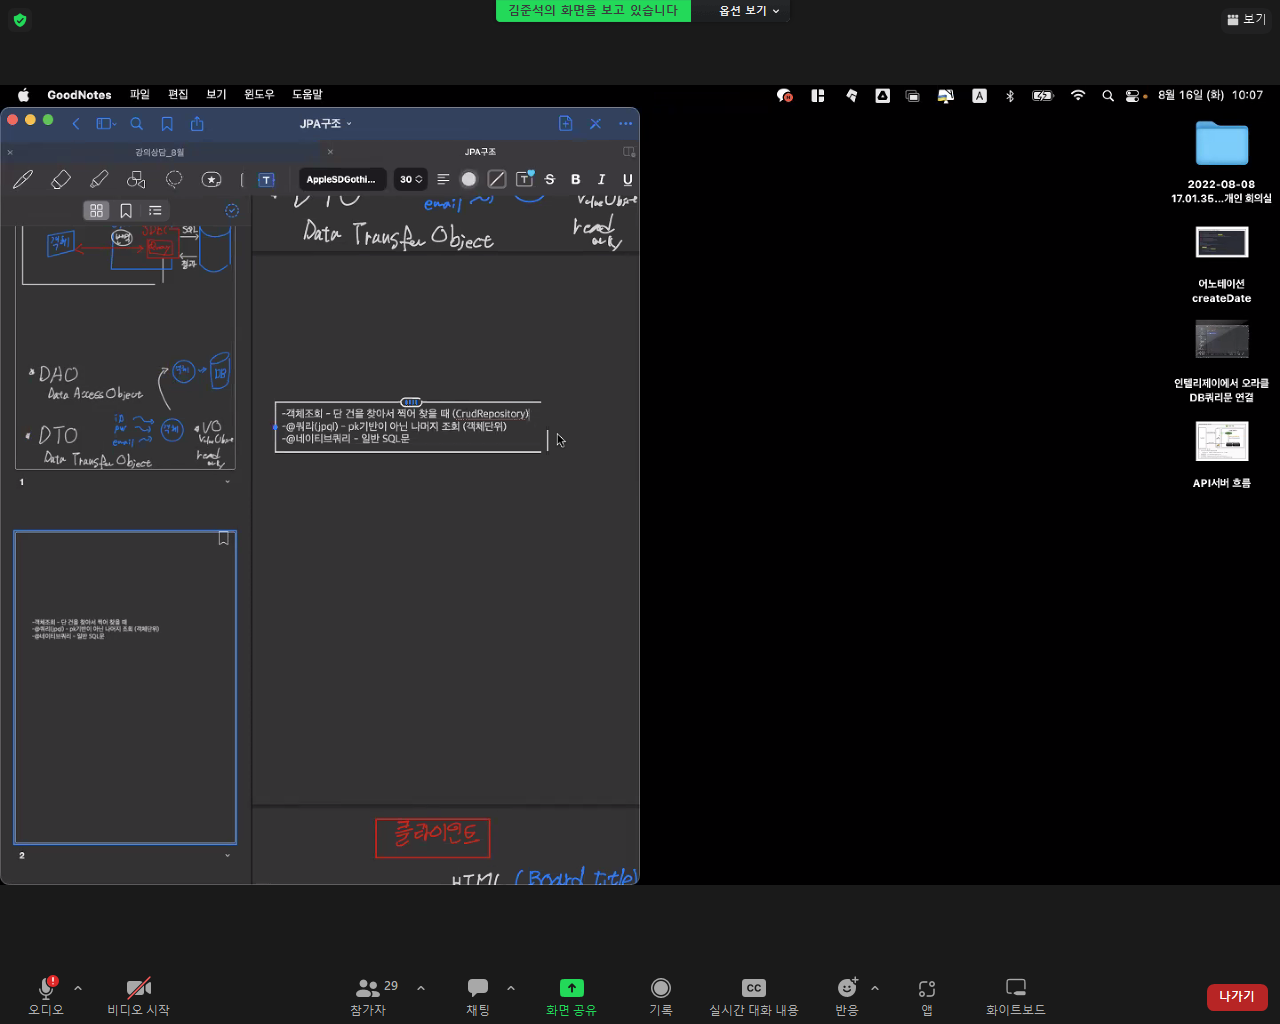 김준석의 화면을 보고 있습니다
옵션 보기
보기
GoodNotes 파일 편집 보기 윈도우 도움말
A
8월 16일 (화) 10:07
JPA구조
강의상담_8월
JPA구조
AppleSDGothi...
30
T
S B I U
객체
SQL
결과
DAO
Data Access Object
객체
DB
DTO
Data Transfer Object
ID
pw
email
객체
VO
Value Object
read
only
1
-객체조회 - 단 건을 찾아서 찍어 찾을 때
-@쿼리(jpql) - pk기반이 아닌 나머지 조회 (객체단위)
-@네이티브쿼리 - 일반 SQL문
2
DTO
email
Value Object
Data Transfer Object
read
only
-객체조회 - 단 건을 찾아서 찍어 찾을 때 (CrudRepository)
-@쿼리(jpql) - pk기반이 아닌 나머지 조회 (객체단위)
-@네이티브쿼리 - 일반 SQL문
클라이언트
HTML (Board title)
2022-08-08
17.01.35...개인 회의실
어노테이션
createDate
인텔리제이에서 오라클
DB쿼리문 연결
API서버 흐름
오디오
비디오 시작
참가자
29
채팅
화면 공유
기록
CC
실시간 대화 내용
반응
앱
화이트보드
나가기